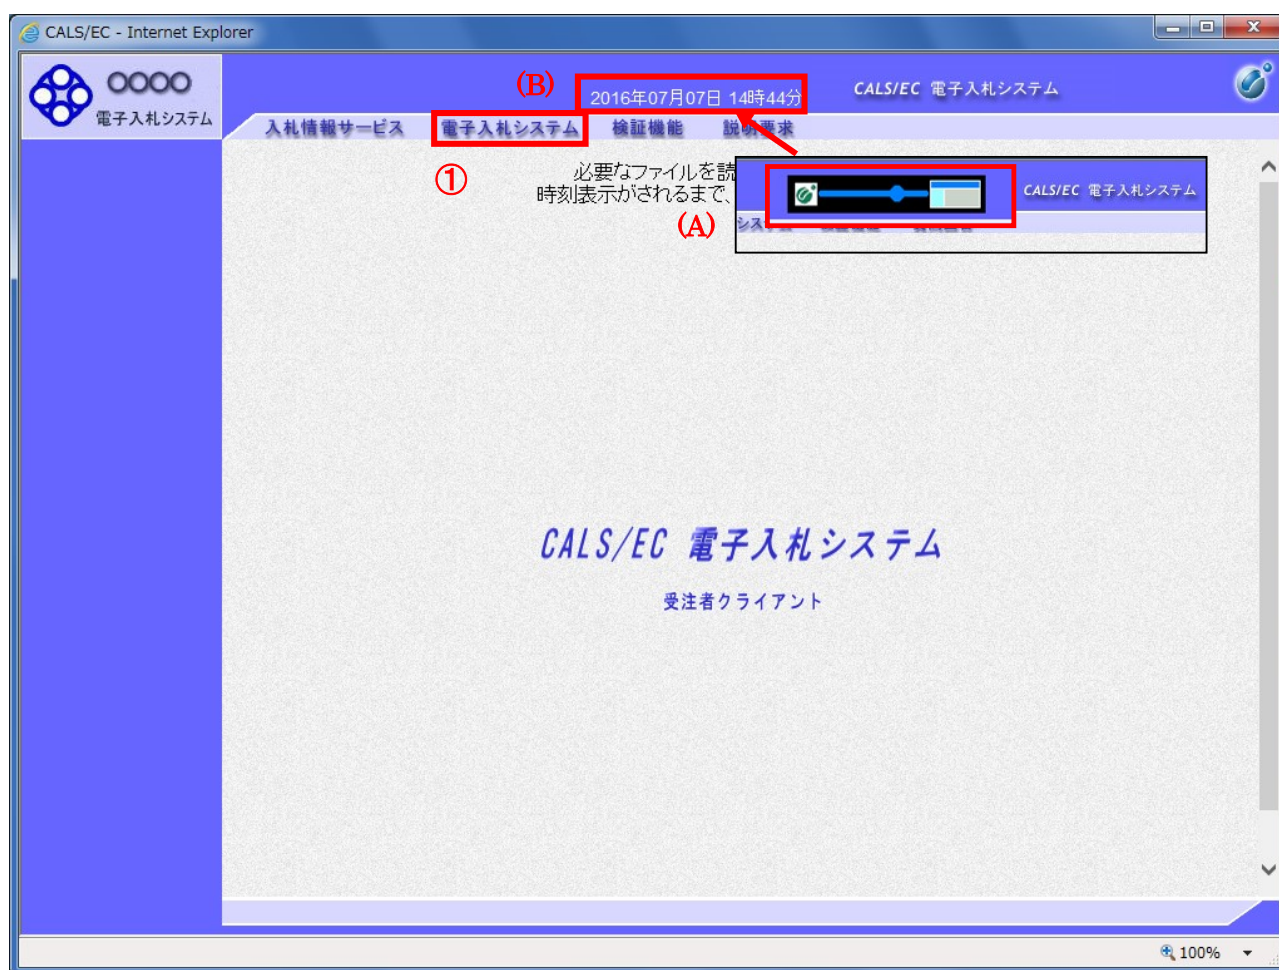 CALS/EC - Internet Explorer
〇〇〇〇
電子入札システム
(B)
2016年07月07日 14時44分
CALS/EC 電子入札システム
入札情報サービス 電子入札システム 検証機能 説明要求
①
必要なファイルを読
時刻表示がされるまで、
(A)
CALS/EC 電子入札システム
CALS/EC 電子入札システム
受注者クライアント
100%